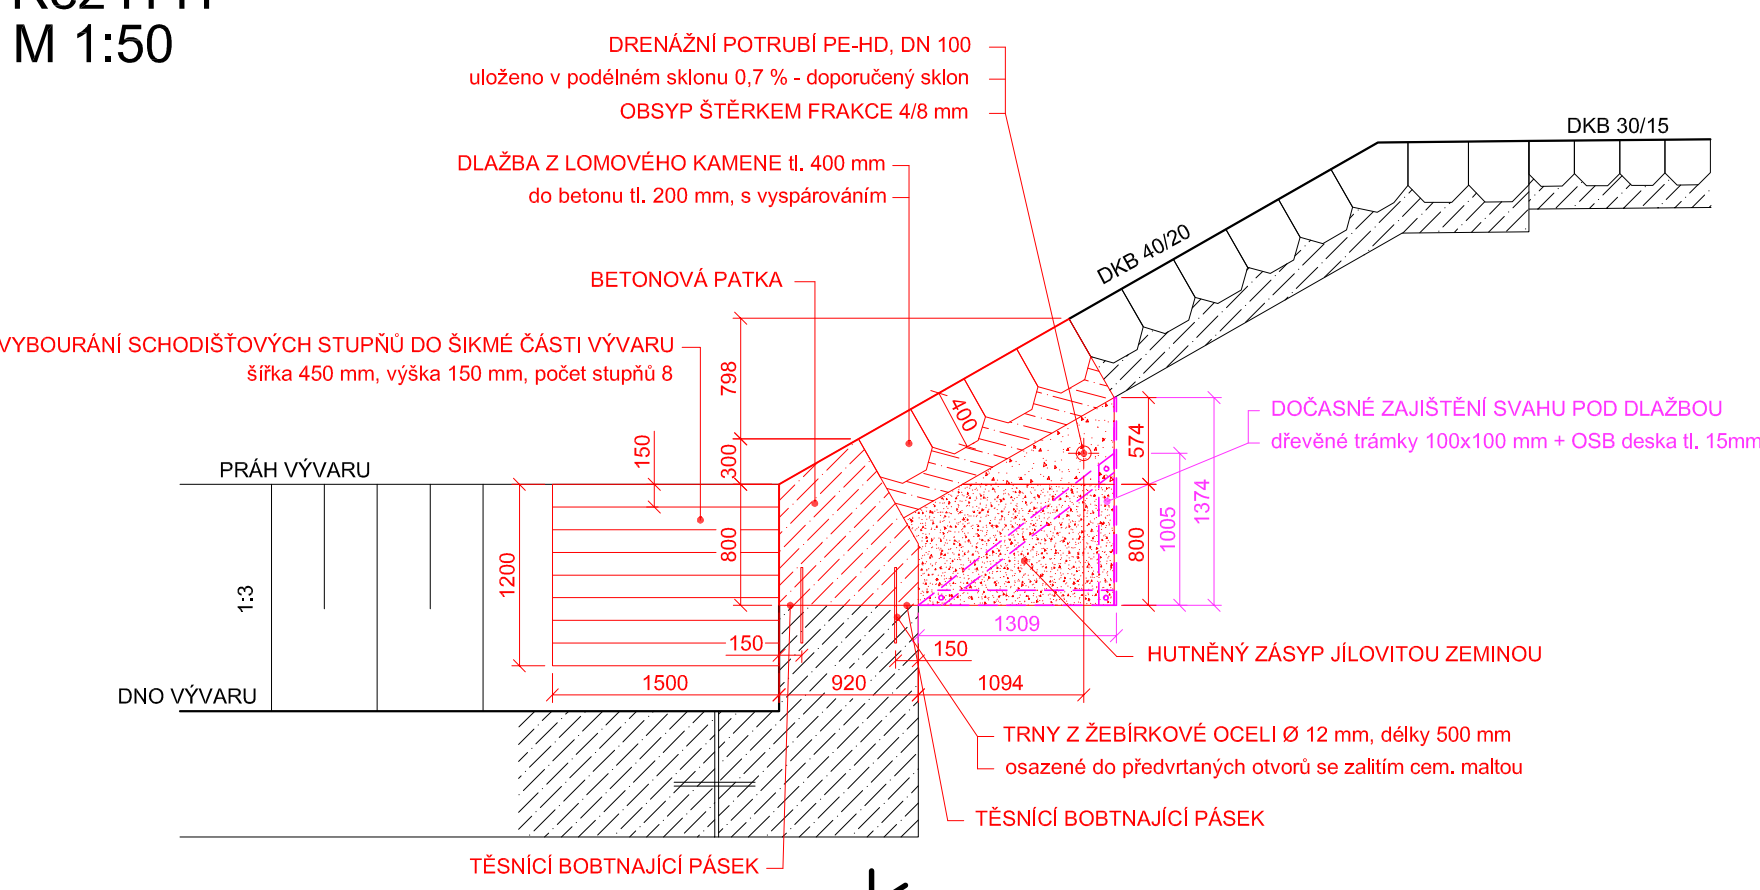 M 1:50
DRENÁŽNÍ POTRUBÍ PE-HD, DN 100
uloženo v podélném sklonu 0,7 % - doporučený sklon
OBSYP ŠTĚRKEM FRAKCE 4/8 mm
DKB 30/15
DLAŽBA Z LOMOVÉHO KAMENE tl. 400 mm
do betonu tl. 200 mm, s vyspárováním
DKB 40/20
BETONOVÁ PATKA
VYBOURÁNÍ SCHODIŠŤOVÝCH STUPŇŮ DO ŠIKMÉ ČÁSTI VÝVARU
šířka 450 mm, výška 150 mm, počet stupňů 8
798
400
DOČASNÉ ZAJIŠTĚNÍ SVAHU POD DLAŽBOU
dřevěné trámky 100x100 mm + OSB deska tl. 15mm
150
300
574
PRÁH VÝVARU
1374
1005
800
800
1200
1:3
1309
150
150
HUTNĚNÝ ZÁSYP JÍLOVITOU ZEMINOU
1500
920
1094
DNO VÝVARU
TRNY Z ŽEBÍRKOVÉ OCELI Ø 12 mm, délky 500 mm
osazené do předvrtaných otvorů se zalitím cem. maltou
TĚSNÍCÍ BOBTNAJÍCÍ PÁSEK
TĚSNÍCÍ BOBTNAJÍCÍ PÁSEK